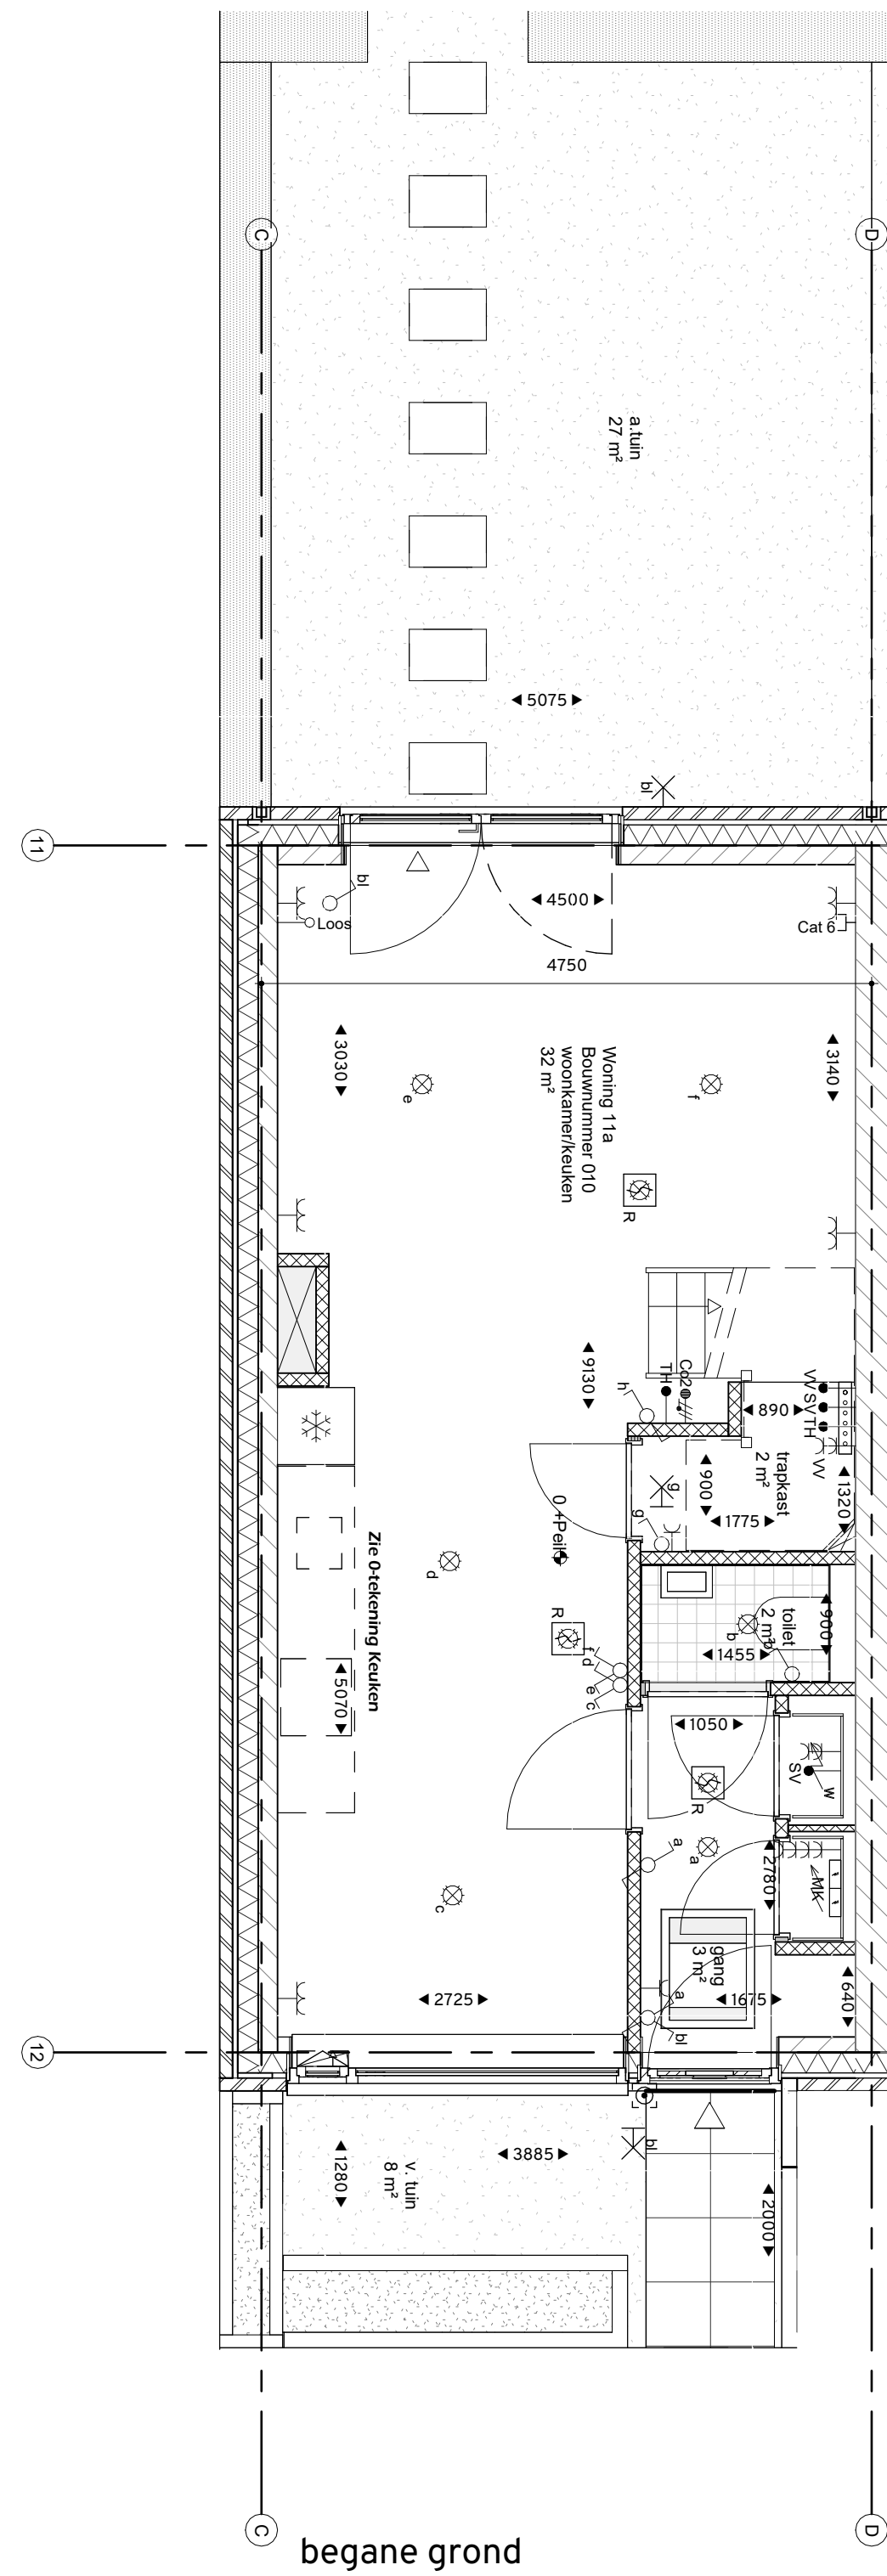 C
D
a.tuin
27 m²
5075
bl
11
bl
Loos
4500
Cat 6
4750
3030
3140
e
f
Woning 11a
Bouwnummer 010
woonkamer/keuken
32 m²
R
9130
h
TH
Co2
VV
SV
TH
890
VV
trapkast
2 m²
1320
900
1775
g
g
0 +Peil
Zie 0-tekening Keuken
d
R
f
d
e
c
toilet
2 m²
b
b
900
1455
5070
1050
SV
w
R
a
a
2780
MK
c
gang
3 m²
2725
a
1675
640
bl
12
bl
1280
v. tuin
8 m²
3885
2000
C
D
begane grond